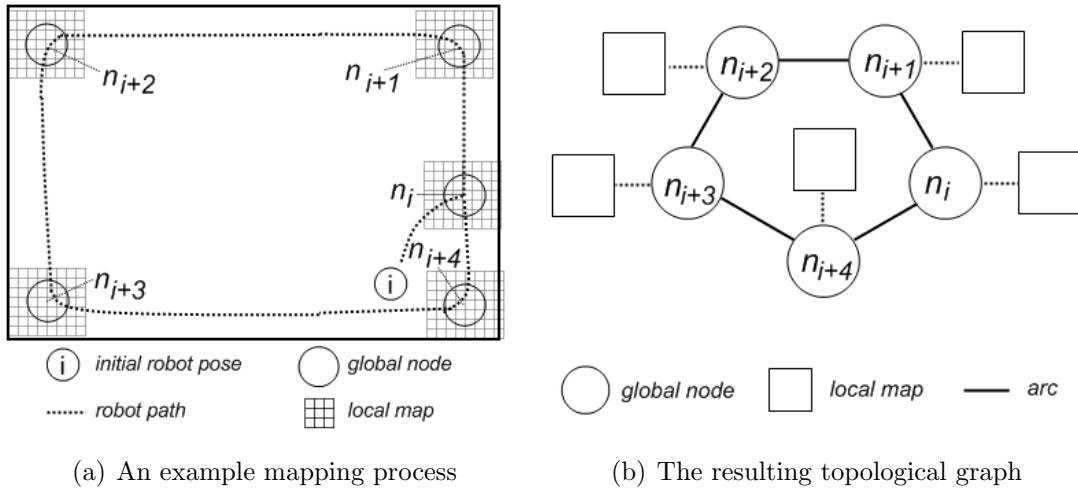 n_{i+2}
n_{i+1}
n_i
n_{i+4}
i
n_{i+3}
i initial robot pose
global node
robot path
local map
(a) An example mapping process
n_{i+2}
n_{i+1}
n_{i+3}
n_i
n_{i+4}
global node
local map
arc
(b) The resulting topological graph